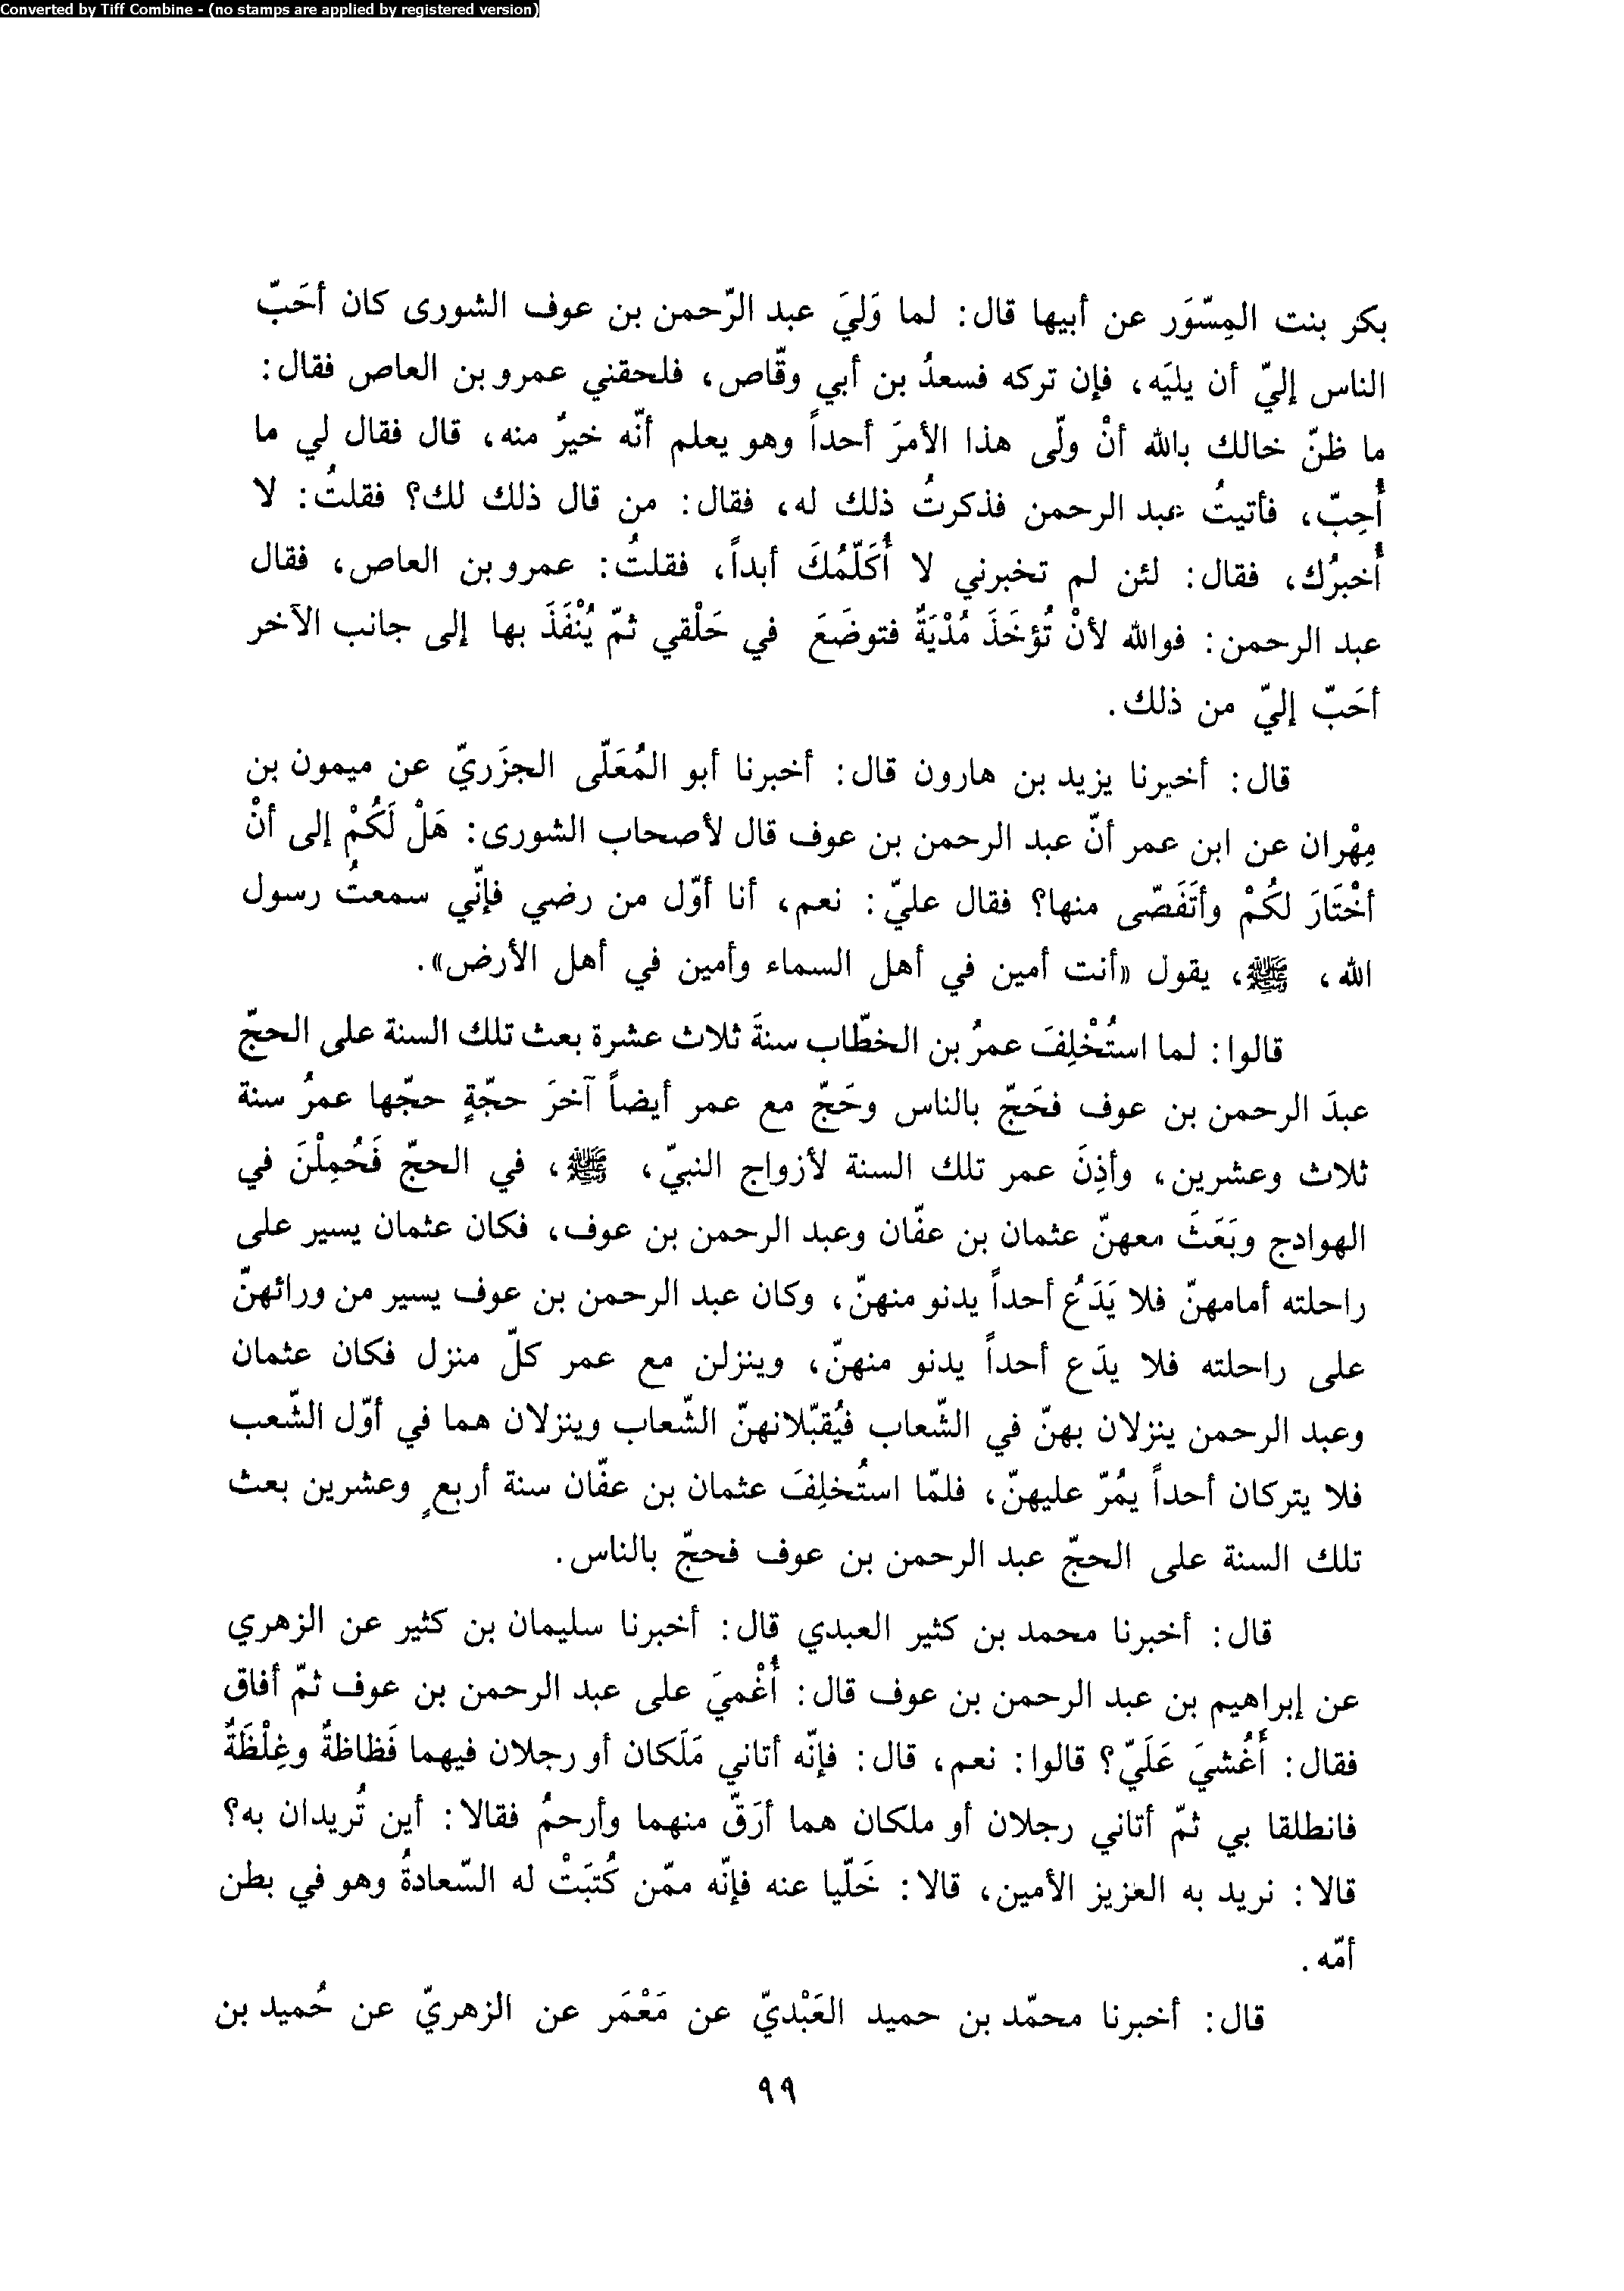 Converted by Tiff Combine - (no stamps are applied by registered version)
بكر بنت المِسّوَر عن أبيها قال: لما وَليَ عبد الرّحمن بن عوف الشورى كان أحَبّ
الناس إليّ أن يليَه، فإن تركه فسعدُ بن أبي وقّاص، فلحقني عمرو بن العاص فقال:
ما ظنّ خالك بالله أنْ ولّى هذا الأمرَ أحداً وهو يعلم أنّه خيرٌ منه، قال فقال لي ما
أُحِبّ، فأتيتُ عبد الرحمن فذكرتُ ذلك له، فقال: من قال ذلك لك؟ فقلتُ: لا
أُخبرُك، فقال: لئن لم تخبرني لا أُكَلّمُكَ أبداً، فقلتُ: عمرو بن العاص، فقال
عبد الرحمن: فوالله لأنْ تُؤخَذَ مُدْيَةٌ فتوضَعَ في حَلْقي ثمّ يُنْفَذَ بها إلى جانب الآخر
أحَبّ إليّ من ذلك.
قال: أخبرنا يزيد بن هارون قال: أخبرنا أبو المُعَلّى الجزَريّ عن ميمون بن
مِهْران عن ابن عمر أنّ عبد الرحمن بن عوف قال لأصحاب الشورى: هَلْ لَكُمْ إلى أنْ
أخْتَارَ لكُمْ وأتَفَصّى منها؟ فقال عليّ: نعم، أنا أوّل من رضي فإنّي سمعتُ رسول
الله، ﷺ، يقول «أنت أمين في أهل السماء وأمين في أهل الأرض».
قالوا: لما استُخْلِفَ عمرُ بن الخطّاب سنةَ ثلاث عشرة بعث تلك السنة على الحجّ
عبدَ الرحمن بن عوف فحَجّ بالناس وحَجّ مع عمر أيضاً آخرَ حجّةٍ حجّها عمرُ سنة
ثلاث وعشرين، وأذِنَ عمر تلك السنة لأزواج النبيّ، ﷺ، في الحجّ فَحُمِلْنَ في
الهوادج وبَعَثَ معهنّ عثمان بن عفّان وعبد الرحمن بن عوف، فكان عثمان يسير على
راحلته أمامهنّ فلا يَدَعُ أحداً يدنو منهنّ، وكان عبد الرحمن بن عوف يسير من ورائهنّ
على راحلته فلا يدَع أحداً يدنو منهنّ، وينزلن مع عمر كلّ منزل فكان عثمان
وعبد الرحمن ينزلان بهنّ في الشّعاب فيُقبّلانهنّ الشّعاب وينزلان هما في أوّل الشّعب
فلا يتركان أحداً يمُرّ عليهنّ، فلمّا استُخلِفَ عثمان بن عفّان سنة أربعٍ وعشرين بعث
تلك السنة على الحجّ عبد الرحمن بن عوف فحجّ بالناس.
قال: أخبرنا محمد بن كثير العبدي قال: أخبرنا سليمان بن كثير عن الزهري
عن إبراهيم بن عبد الرحمن بن عوف قال: أُغْميَ على عبد الرحمن بن عوف ثمّ أفاق
فقال: أَغُشيَ عَلَيّ؟ قالوا: نعم، قال: فإنّه أتاني مَلَكان أو رجلان فيهما فَظاظةٌ وغِلْظَةٌ
فانطلقا بي ثمّ أتاني رجلان أو ملكان هما أرَقّ منهما وأرحمُ فقالا: أين تُريدان به؟
قالا: نريد به العزيز الأمين، قالا: خَلّيا عنه فإنّه ممّن كُتبَتْ له السّعادةُ وهو في بطن
أمّه.
قال: أخبرنا محمّد بن حميد العَبْديّ عن مَعْمَر عن الزهريّ عن حُميد بن
٩٩